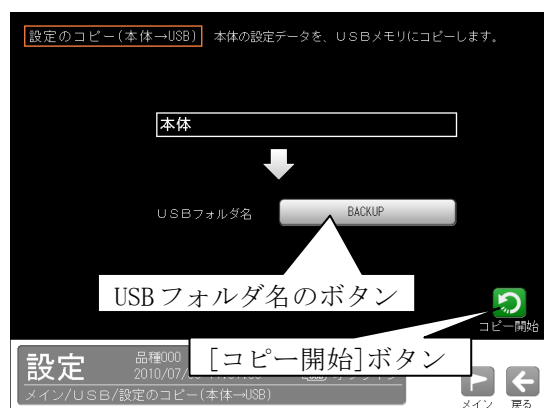 設定のコピー(本体→USB) 本体の設定データを、USBメモリにコピーします。
本体
USBフォルダ名 BACKUP
USBフォルダ名のボタン
コピー開始
[コピー開始]ボタン
設定 品種000
2010/07/
メイン/USB/設定のコピー(本体→USB)
メイン 戻る